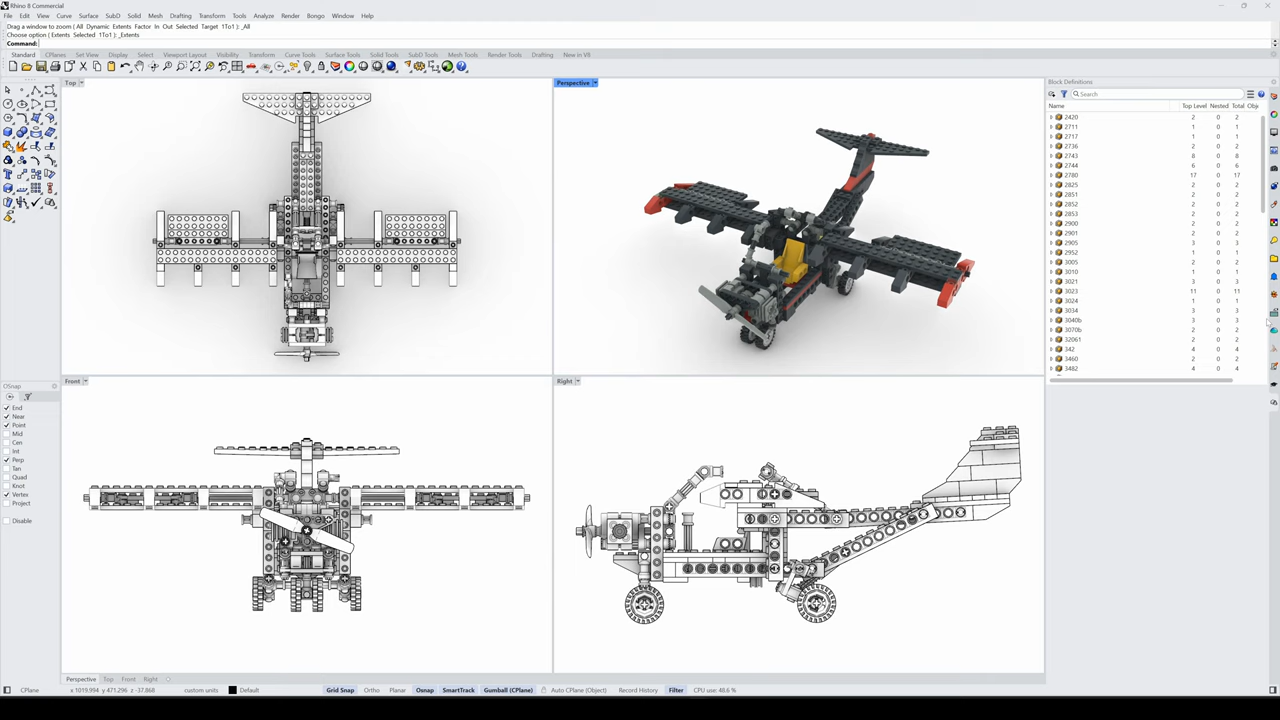 Rhino 8 Commercial
File Edit View Curve Surface SubD Solid Mesh Drafting Transform Tools Analyze Render Bongo Window Help
Drag a window to zoom ( All Dynamic Extents Factor In Out Selected Target 1To1 ): _All
Choose option ( Extents Selected 1To1 ): _Extents
Command:
Standard CPlanes Set View Display Select Viewport Layout Visibility Transform Curve Tools Surface Tools Solid Tools SubD Tools Mesh Tools Render Tools Drafting New in V8
Top
Perspective
Block Definitions
Search
Name Top Level Nested Total Obj
2420 2 0 2
2711 1 0 1
2717 1 0 1
2736 2 0 2
2743 8 0 8
2744 6 0 6
2780 17 0 17
2825 2 0 2
2851 2 0 2
2852 2 0 2
2853 2 0 2
2900 2 0 2
2901 2 0 2
2905 3 0 3
2952 1 0 1
3005 2 0 2
3010 1 0 1
3021 3 0 3
3023 11 0 11
3024 1 0 1
3034 3 0 3
3040b 3 0 3
3070b 2 0 2
32061 2 0 2
342 4 0 4
3460 2 0 2
3482 4 0 4
Front
Right
OSnap
End
Near
Point
Mid
Cen
Int
Perp
Tan
Quad
Knot
Vertex
Project
Disable
Perspective Top Front Right
CPlane x 1019.994 y 471.296 z -37.868 custom units Default Grid Snap Ortho Planar Osnap SmartTrack Gumball (CPlane) Auto CPlane (Object) Record History Filter CPU use: 48.6 %